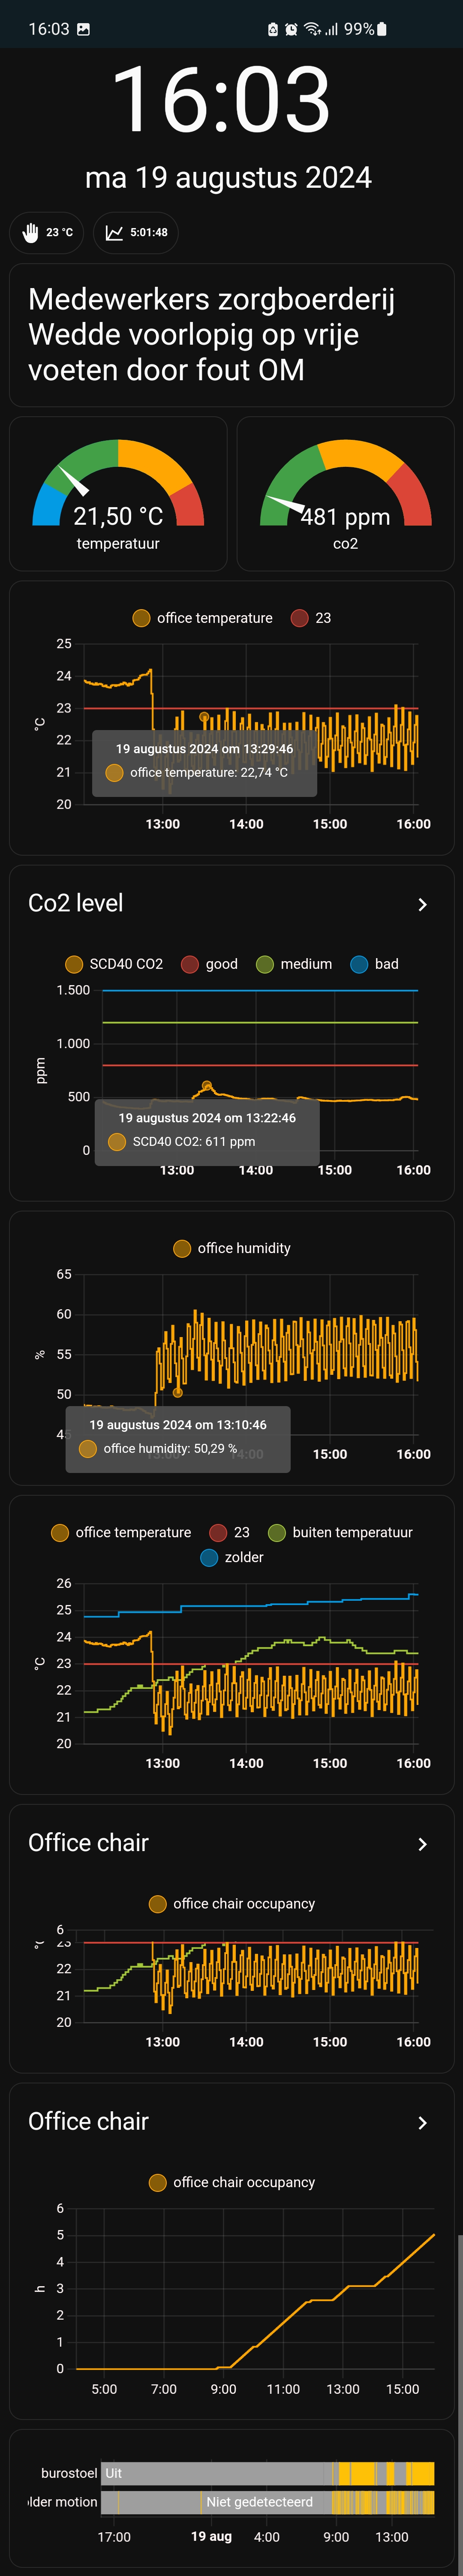 16:03 99%
16:03
ma 19 augustus 2024
23 °C 5:01:48
Medewerkers zorgboerderij
Wedde voorlopig op vrije
voeten door fout OM
21,50 °C
temperatuur
481 ppm
co2
office temperature 23
25
24
23
22
21
20
°C
19 augustus 2024 om 13:29:46
office temperature: 22,74 °C
13:00 14:00 15:00 16:00
Co2 level
SCD40 CO2 good medium bad
1.500
1.000
500
0
ppm
19 augustus 2024 om 13:22:46
SCD40 CO2: 611 ppm
13:00 14:00 15:00 16:00
office humidity
65
60
55
50
45
%
19 augustus 2024 om 13:10:46
office humidity: 50,29 %
13:00 14:00 15:00 16:00
office temperature 23 buiten temperatuur
zolder
26
25
24
23
22
21
20
°C
13:00 14:00 15:00 16:00
Office chair
office chair occupancy
6
23
22
21
20
13:00 14:00 15:00 16:00
Office chair
office chair occupancy
6
5
4
3
2
1
0
h
5:00 7:00 9:00 11:00 13:00 15:00
burostoel Uit
lder motion Niet gedetecteerd
17:00 19 aug 4:00 9:00 13:00